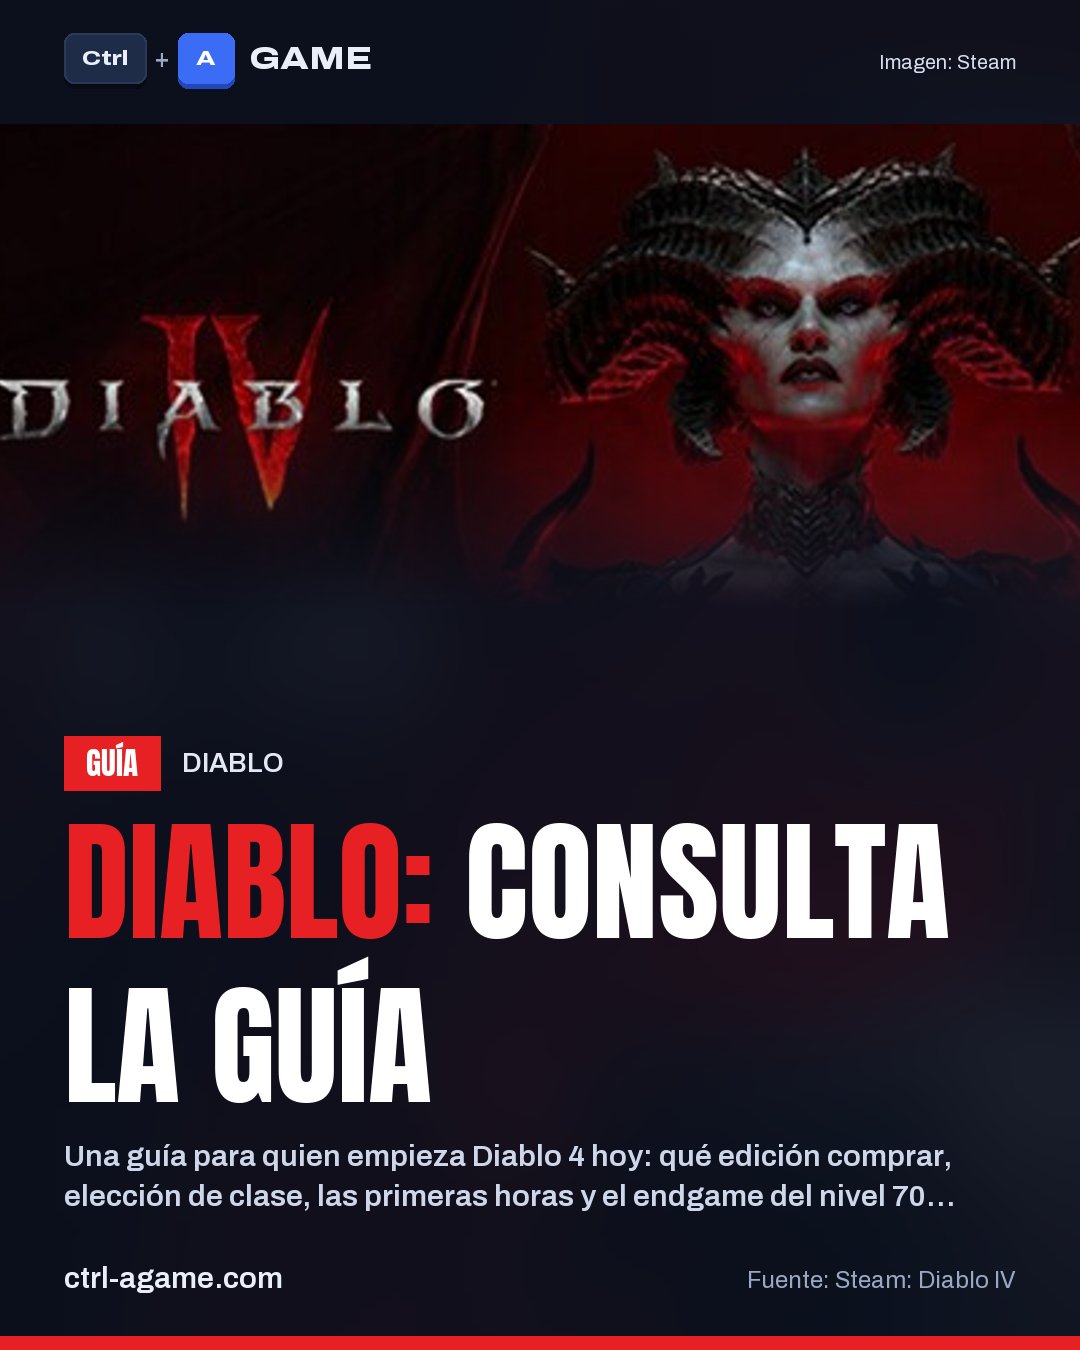 Ctrl + A GAME
Imagen: Steam
DIABLO IV
GUÍA DIABLO
DIABLO: CONSULTA
LA GUÍA
Una guía para quien empieza Diablo 4 hoy: qué edición comprar,
elección de clase, las primeras horas y el endgame del nivel 70...
ctrl-agame.com
Fuente: Steam: Diablo IV